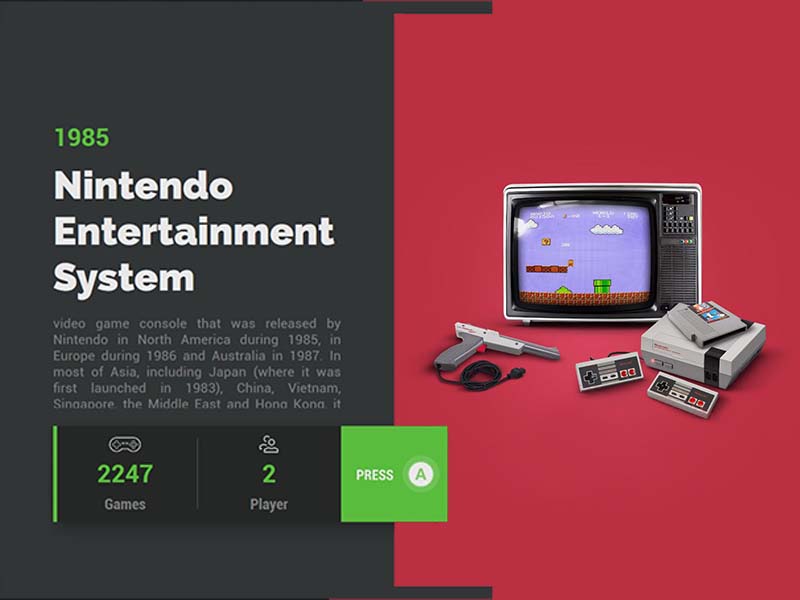 1985
Nintendo
Entertainment
System
video game console that was released by
Nintendo in North America during 1985, in
Europe during 1986 and Australia in 1987. In
most of Asia, including Japan (where it was
first launched in 1983), China, Vietnam,
Singapore, the Middle East and Hong Kong, it
2247
Games
2
Player
PRESS A
WORLD